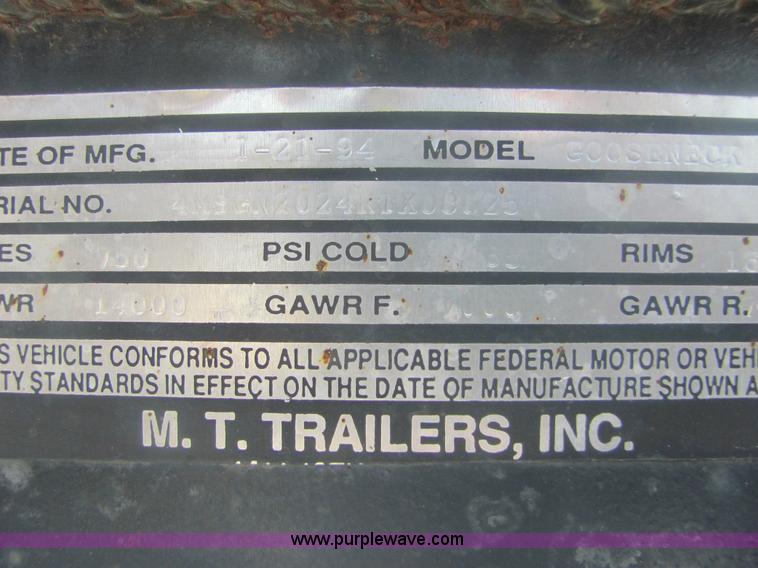 TE OF MFG. 1-21-94 MODEL GOOSENECK
RIAL NO.
ES 750 PSI COLD RIMS
WR 14000 GAWR F. GAWR R.
S VEHICLE CONFORMS TO ALL APPLICABLE FEDERAL MOTOR OR VEHI
TY STANDARDS IN EFFECT ON THE DATE OF MANUFACTURE SHOWN A
M. T. TRAILERS, INC.
www.purplewave.com